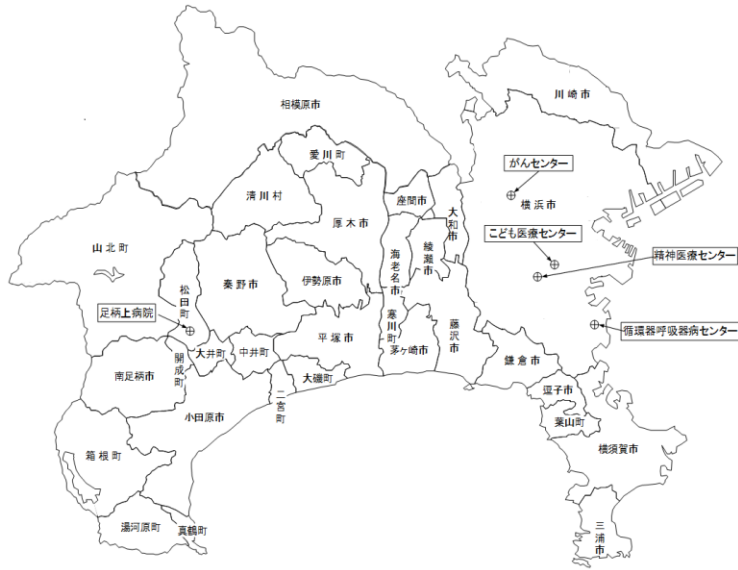 川崎市
相模原市
愛川町
がんセンター
清川村
座間市
横浜市
厚木市
大和市
山北町
海老名市
綾瀬市
こども医療センター
精神医療センター
秦野市
伊勢原市
松田町
足柄上病院
寒川町
藤沢市
循環器呼吸器病センター
平塚市
開成町
大井町
中井町
茅ヶ崎市
鎌倉市
南足柄市
大磯町
二宮町
逗子市
小田原市
葉山町
箱根町
横須賀市
湯河原町
真鶴町
三浦市